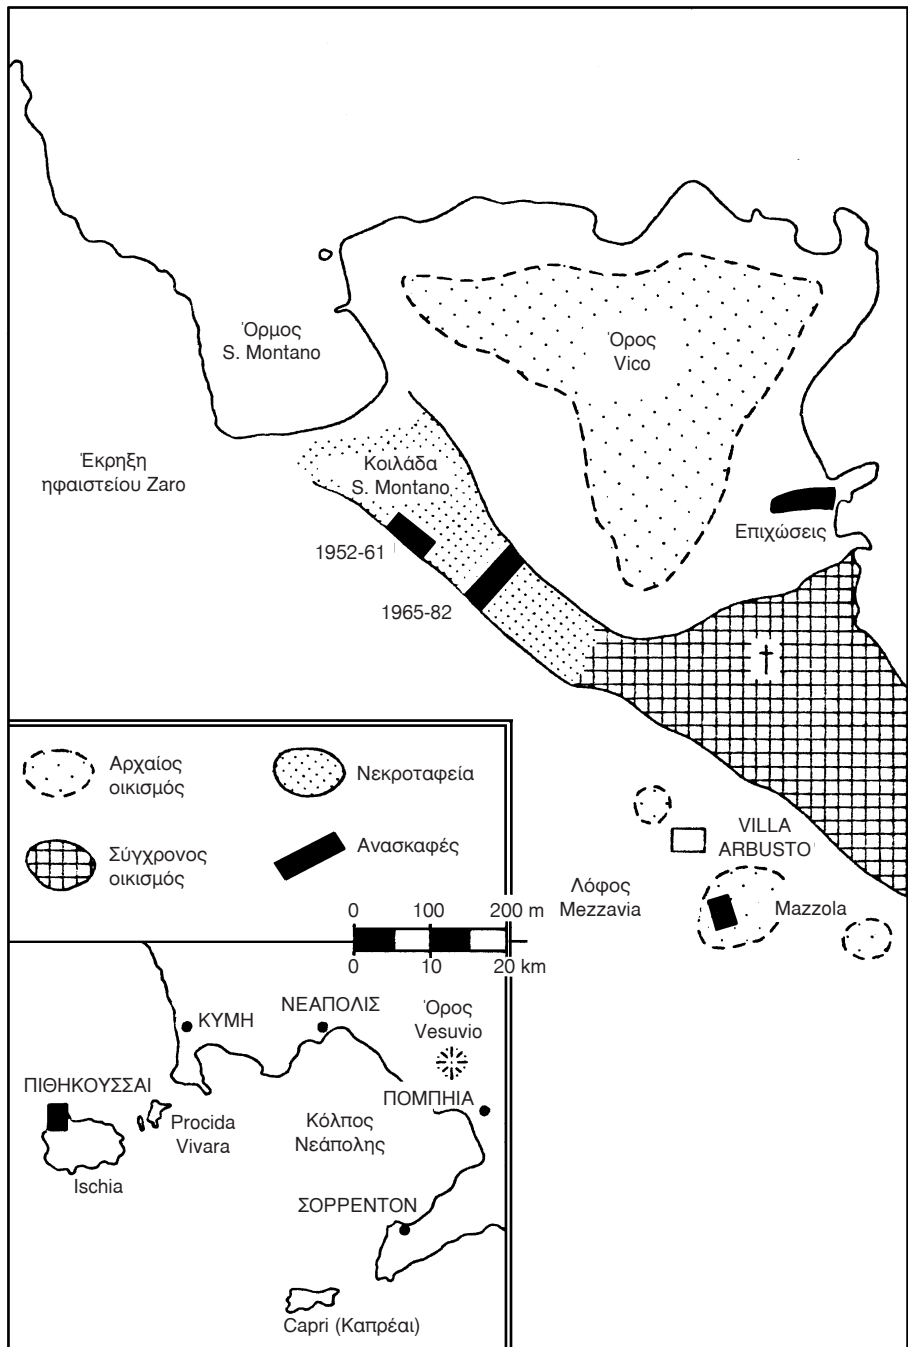 Όρμος
S. Montano
Όρος
Vico
Έκρηξη
ηφαιστείου Zaro
Κοιλάδα
S. Montano
Επιχώσεις
1952-61
1965-82
Αρχαίος
οικισμός
Νεκροταφεία
Σύγχρονος
οικισμός
Ανασκαφές
VILLA
ARBUSTO
Λόφος
Mezzavia
Mazzola
0 100 200 m
0 10 20 km
ΚΥΜΗ
ΝΕΑΠΟΛΙΣ
Όρος
Vesuvio
ΠΙΘΗΚΟΥΣΣΑΙ
ΠΟΜΠΗΙΑ
Procida
Vivara
Κόλπος
Νεάπολης
Ischia
ΣΟΡΡΕΝΤΟΝ
Capri (Καπρέαι)